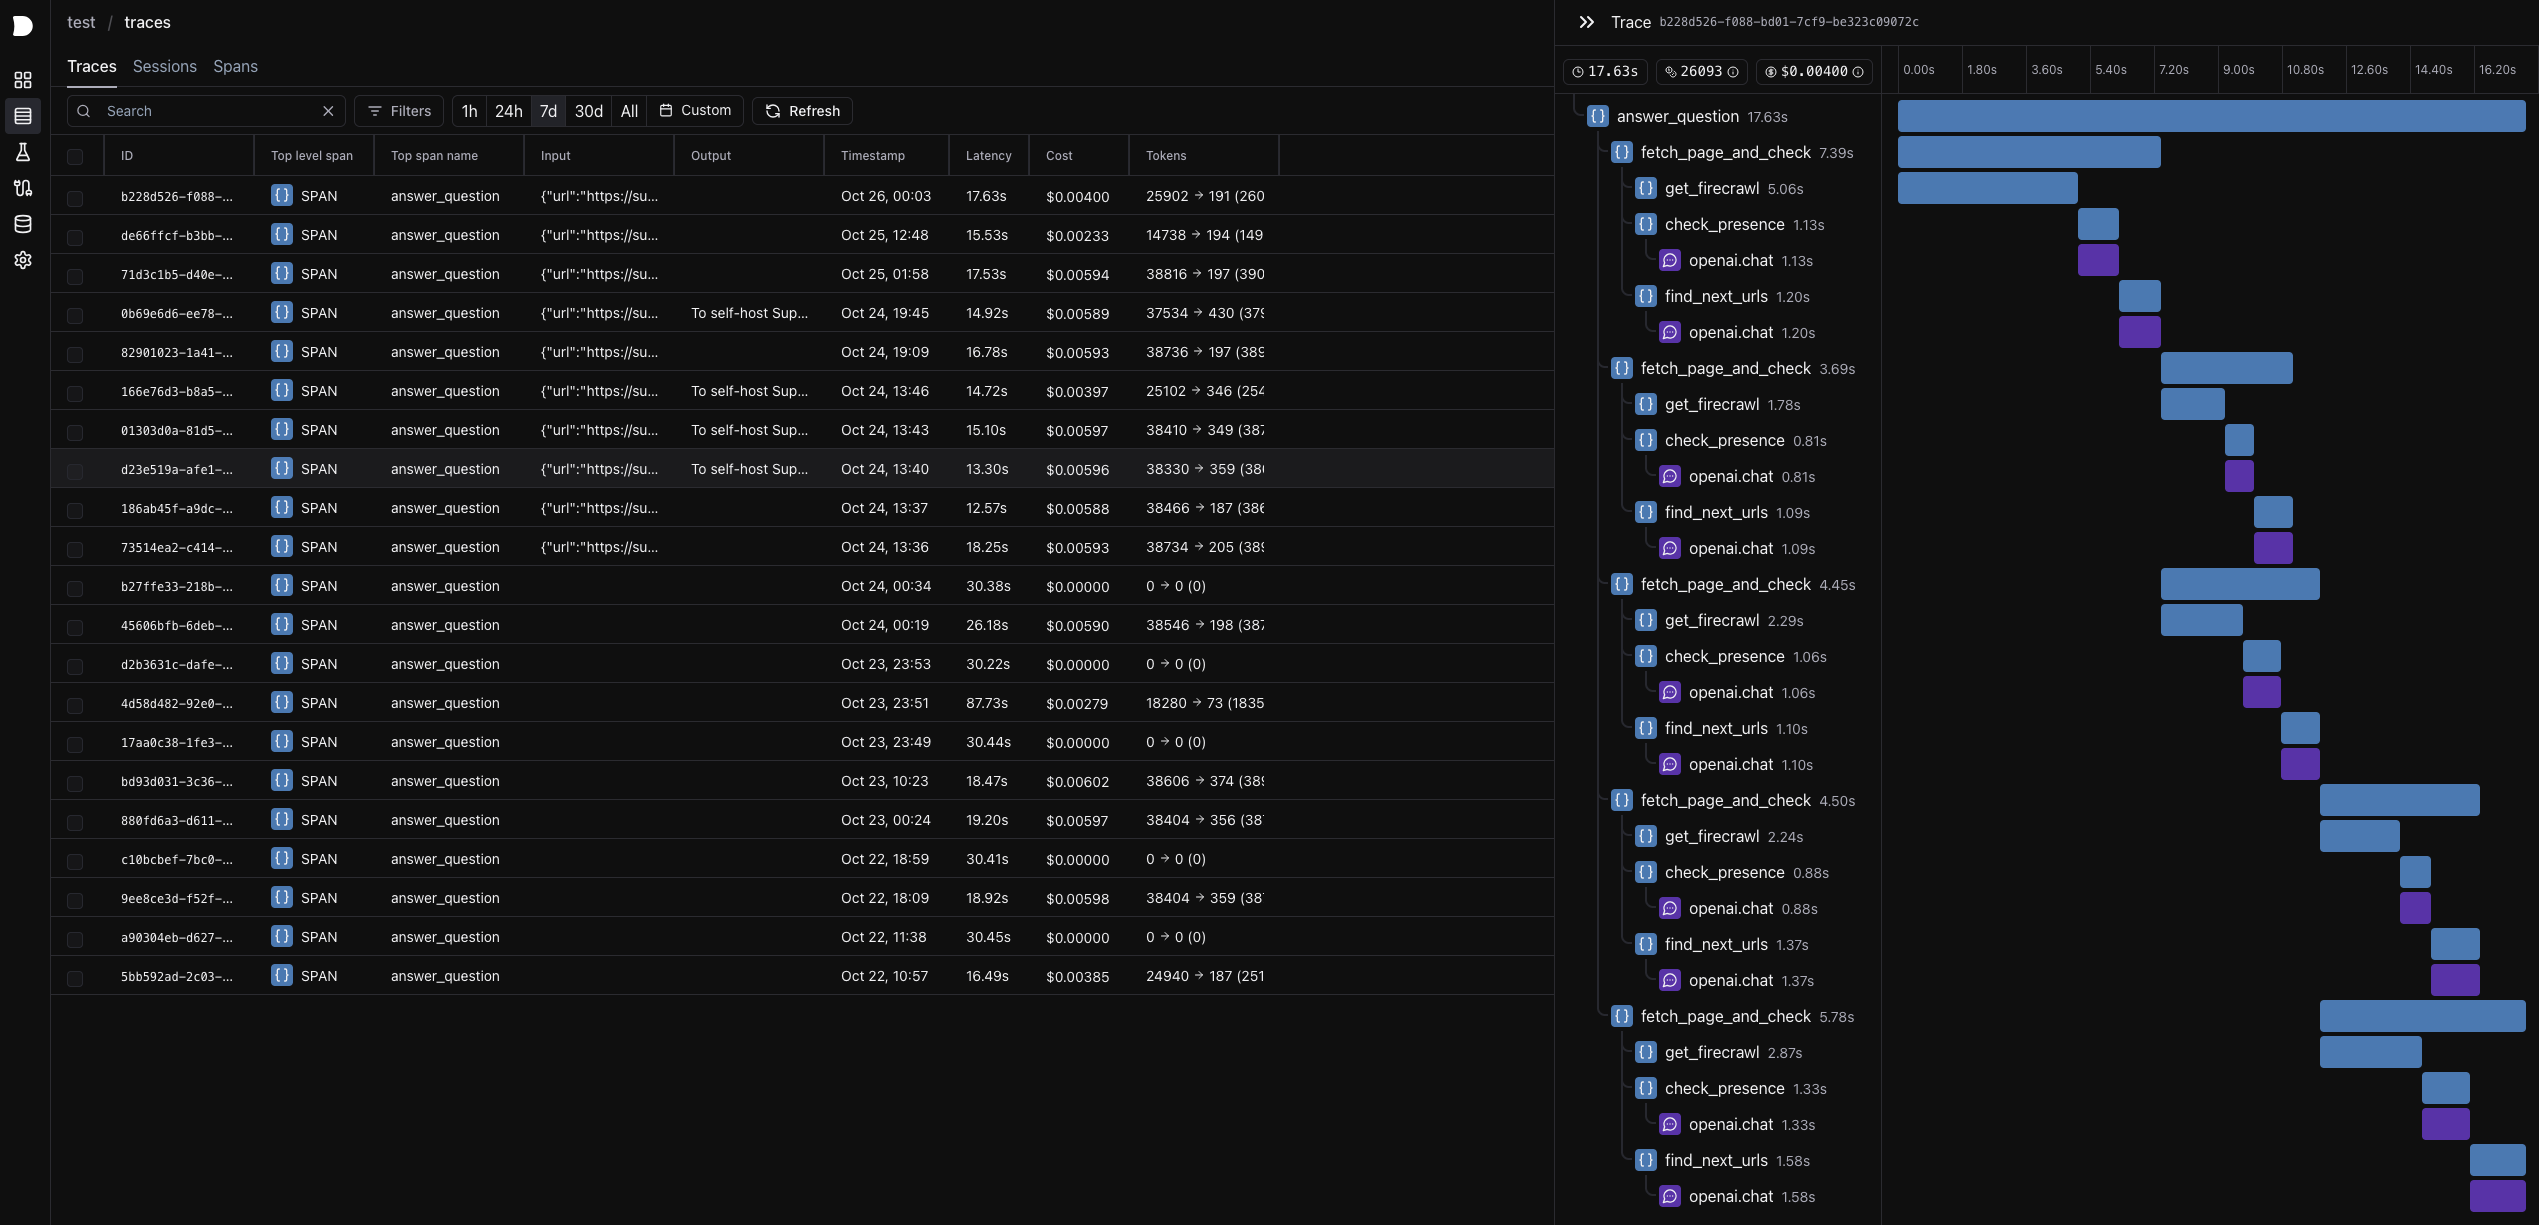 test / traces
Traces Sessions Spans
Search Filters 1h 24h 7d 30d All Custom Refresh
ID Top level span Top span name Input Output Timestamp Latency Cost Tokens
b228d526-f088-... SPAN answer_question {"url":"https://su... Oct 26, 00:03 17.63s $0.00400 25902 → 191 (260
de66ffcf-b3bb-... SPAN answer_question {"url":"https://su... Oct 25, 12:48 15.53s $0.00233 14738 → 194 (149
71d3c1b5-d40e-... SPAN answer_question {"url":"https://su... Oct 25, 01:58 17.53s $0.00594 38816 → 197 (390
0b69e6d6-ee78-... SPAN answer_question {"url":"https://su... To self-host Sup... Oct 24, 19:45 14.92s $0.00589 37534 → 430 (379
82901023-1a41-... SPAN answer_question {"url":"https://su... Oct 24, 19:09 16.78s $0.00593 38736 → 197 (389
166e76d3-b8a5-... SPAN answer_question {"url":"https://su... To self-host Sup... Oct 24, 13:46 14.72s $0.00397 25102 → 346 (254
01303d0a-81d5-... SPAN answer_question {"url":"https://su... To self-host Sup... Oct 24, 13:43 15.10s $0.00597 38410 → 349 (387
d23e519a-afe1-... SPAN answer_question {"url":"https://su... To self-host Sup... Oct 24, 13:40 13.30s $0.00596 38330 → 359 (386
186ab45f-a9dc-... SPAN answer_question {"url":"https://su... Oct 24, 13:37 12.57s $0.00588 38466 → 187 (386
73514ea2-c414-... SPAN answer_question {"url":"https://su... Oct 24, 13:36 18.25s $0.00593 38734 → 205 (389
b27ffe33-218b-... SPAN answer_question Oct 24, 00:34 30.38s $0.00000 0 → 0 (0)
45606bfb-6deb-... SPAN answer_question Oct 24, 00:19 26.18s $0.00590 38546 → 198 (387
d2b3631c-dafe-... SPAN answer_question Oct 23, 23:53 30.22s $0.00000 0 → 0 (0)
4d58d482-92e0-... SPAN answer_question Oct 23, 23:51 87.73s $0.00279 18280 → 73 (1835
17aa0c38-1fe3-... SPAN answer_question Oct 23, 23:49 30.44s $0.00000 0 → 0 (0)
bd93d031-3c36-... SPAN answer_question Oct 23, 10:23 18.47s $0.00602 38606 → 374 (389
880fd6a3-d611-... SPAN answer_question Oct 23, 00:24 19.20s $0.00597 38404 → 356 (387
c10bcbef-7bc0-... SPAN answer_question Oct 22, 18:59 30.41s $0.00000 0 → 0 (0)
9ee8ce3d-f52f-... SPAN answer_question Oct 22, 18:09 18.92s $0.00598 38404 → 359 (387
a90304eb-d627-... SPAN answer_question Oct 22, 11:38 30.45s $0.00000 0 → 0 (0)
5bb592ad-2c03-... SPAN answer_question Oct 22, 10:57 16.49s $0.00385 24940 → 187 (251
Trace b228d526-f088-bd01-7cf9-be323c09072c
17.63s 26093 $0.00400 0.00s 1.80s 3.60s 5.40s 7.20s 9.00s 10.80s 12.60s 14.40s 16.20s
answer_question 17.63s
fetch_page_and_check 7.39s
get_firecrawl 5.06s
check_presence 1.13s
openai.chat 1.13s
find_next_urls 1.20s
openai.chat 1.20s
fetch_page_and_check 3.69s
get_firecrawl 1.78s
check_presence 0.81s
openai.chat 0.81s
find_next_urls 1.09s
openai.chat 1.09s
fetch_page_and_check 4.45s
get_firecrawl 2.29s
check_presence 1.06s
openai.chat 1.06s
find_next_urls 1.10s
openai.chat 1.10s
fetch_page_and_check 4.50s
get_firecrawl 2.24s
check_presence 0.88s
openai.chat 0.88s
find_next_urls 1.37s
openai.chat 1.37s
fetch_page_and_check 5.78s
get_firecrawl 2.87s
check_presence 1.33s
openai.chat 1.33s
find_next_urls 1.58s
openai.chat 1.58s